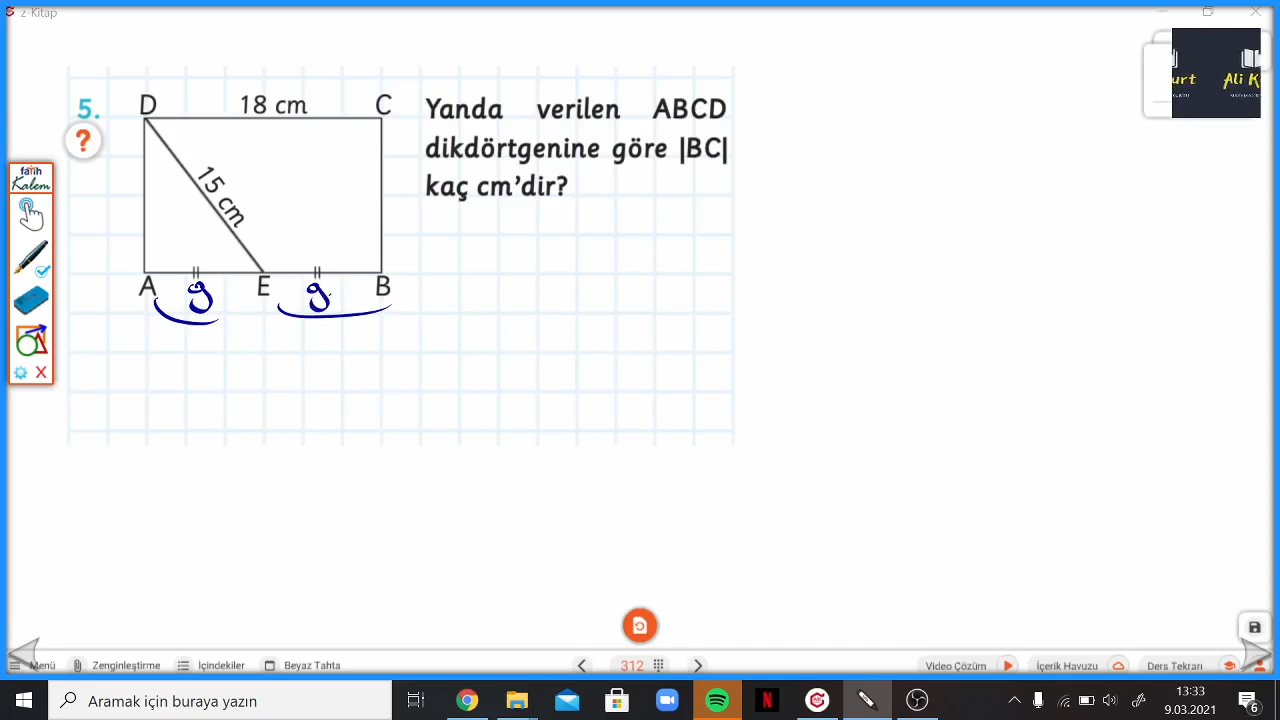 z-Kitap
urt
Ali K
5.
?
D
18 cm
C
Yanda verilen ABCD
dikdörtgenine göre |BC|
kaç cm'dir?
15 cm
A
E
B
9
9
fatih
Kalem
Menü
Zenginleştirme
İçindekiler
Beyaz Tahta
312
Video Çözüm
İçerik Havuzu
Ders Tekrarı
Aramak için buraya yazın
13:33
9.03.2021
6